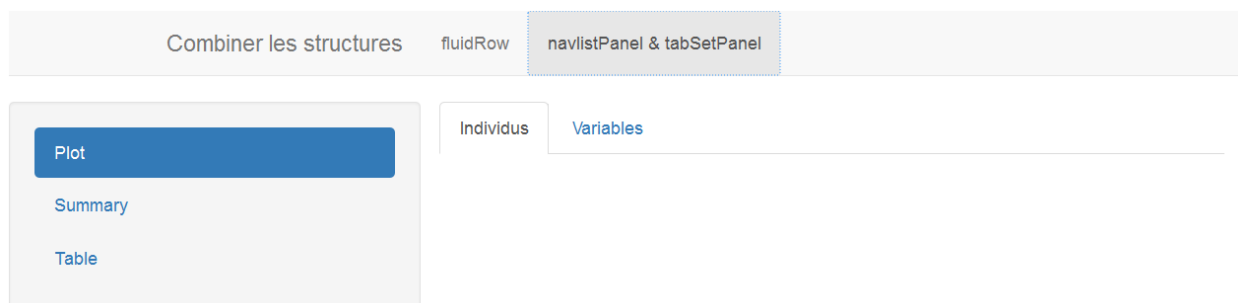 Combiner les structures fluidRow navlistPanel & tabSetPanel
Plot
Summary
Table
Individus Variables